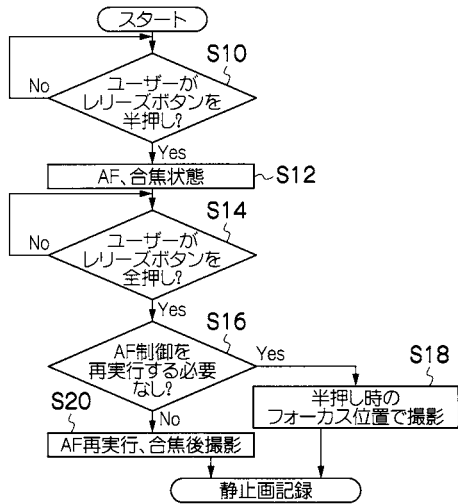 スタート
S10
ユーザーが
レリーズボタンを
半押し?
No
Yes
AF、合焦状態
S12
S14
ユーザーが
レリーズボタンを
全押し?
No
Yes
S16
AF制御を
再実行する必要
なし?
Yes
S18
半押し時の
フォーカス位置で撮影
No
S20
AF再実行、合焦後撮影
静止画記録